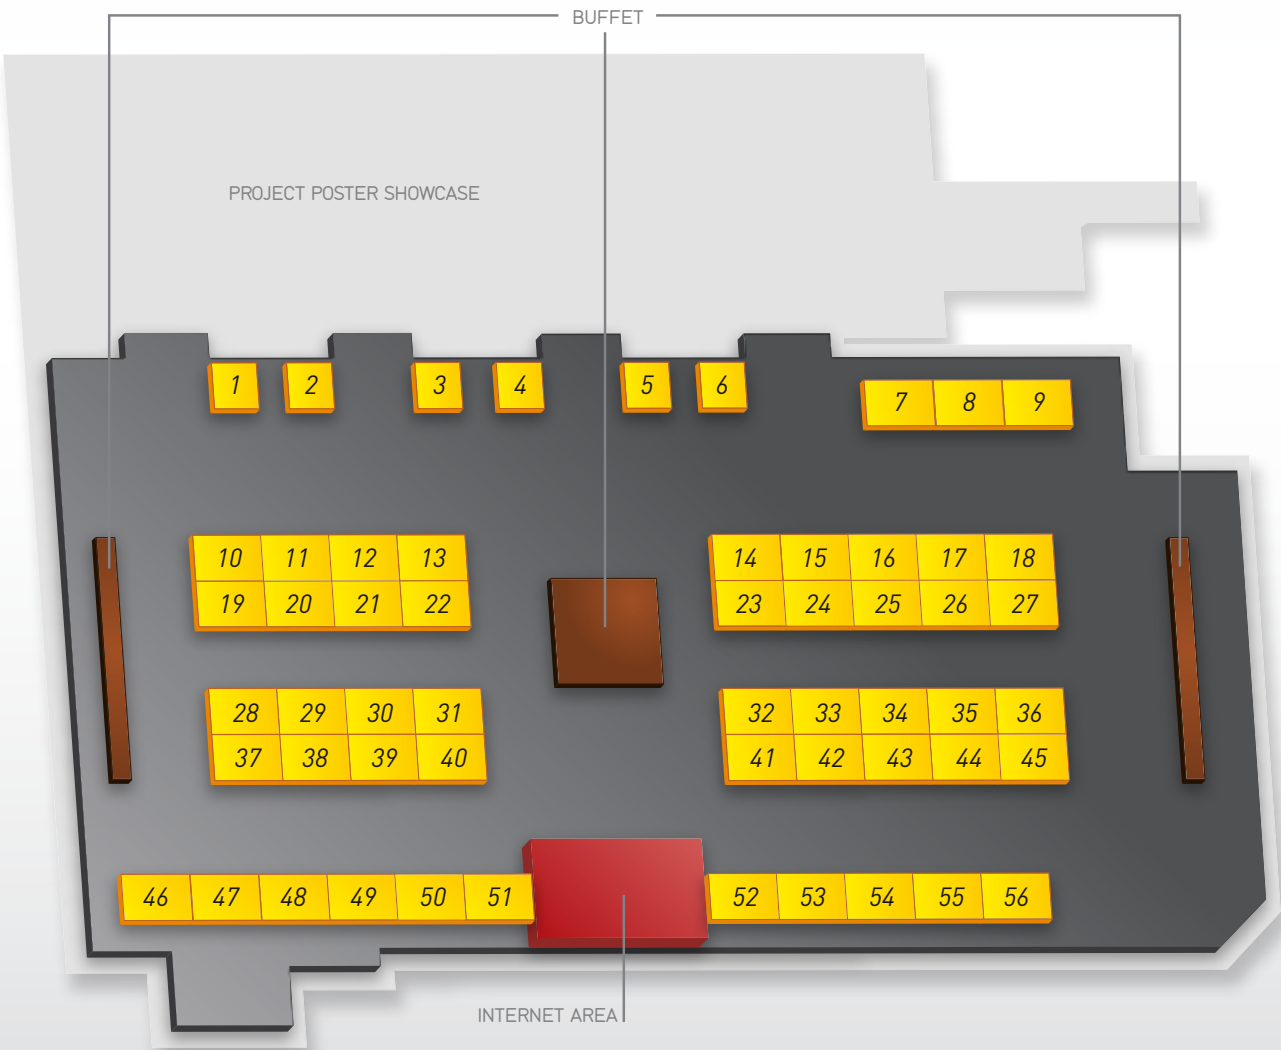 BUFFET
PROJECT POSTER SHOWCASE
1 2 3 4 5 6
7 8 9
10 11 12 13
14 15 16 17 18
19 20 21 22
23 24 25 26 27
28 29 30 31
32 33 34 35 36
37 38 39 40
41 42 43 44 45
46 47 48 49 50 51
52 53 54 55 56
INTERNET AREA